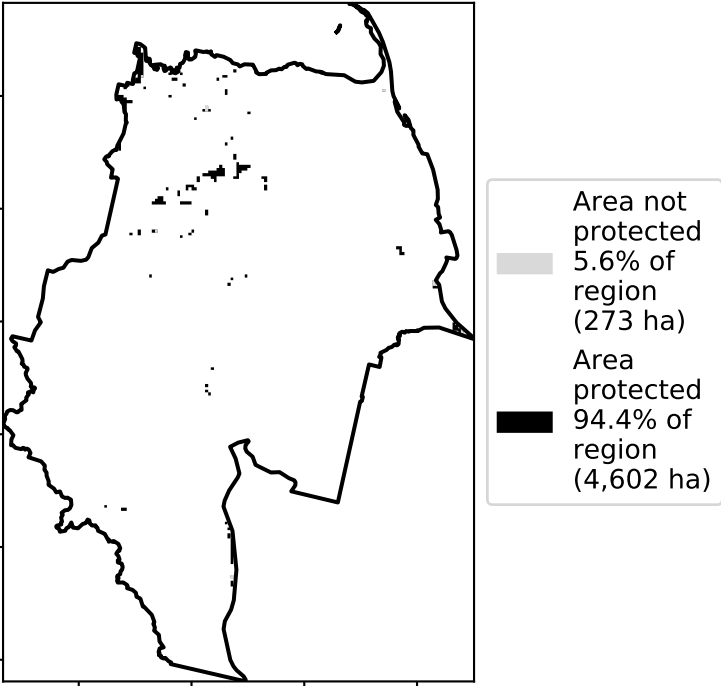 Area not
protected
5.6% of
region
(273 ha)
Area
protected
94.4% of
region
(4,602 ha)